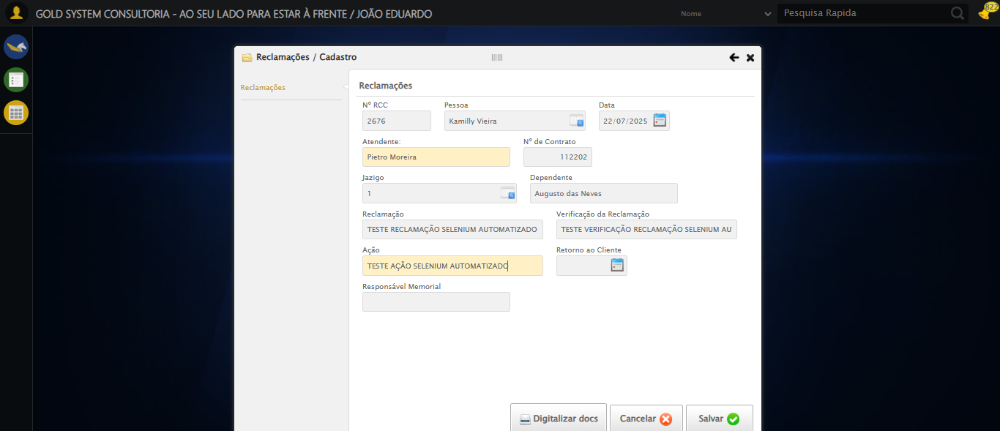 GOLD SYSTEM CONSULTORIA - AO SEU LADO PARA ESTAR À FRENTE / JOÃO EDUARDO
Nome
Pesquisa Rapida
822
Reclamações / Cadastro
Reclamações
Reclamações
Nº RCC
Pessoa
Data
2676
Kamilly Vieira
22/07/2025
Atendente:
Nº de Contrato
Pietro Moreira
112202
Jazigo
Dependente
1
Augusto das Neves
Reclamação
Verificação da Reclamação
TESTE RECLAMAÇÃO SELENIUM AUTOMATIZADO
TESTE VERIFICAÇÃO RECLAMAÇÃO SELENIUM AU
Ação
Retorno ao Cliente
TESTE AÇÃO SELENIUM AUTOMATIZADO
Responsável Memorial
Digitalizar docs
Cancelar
Salvar